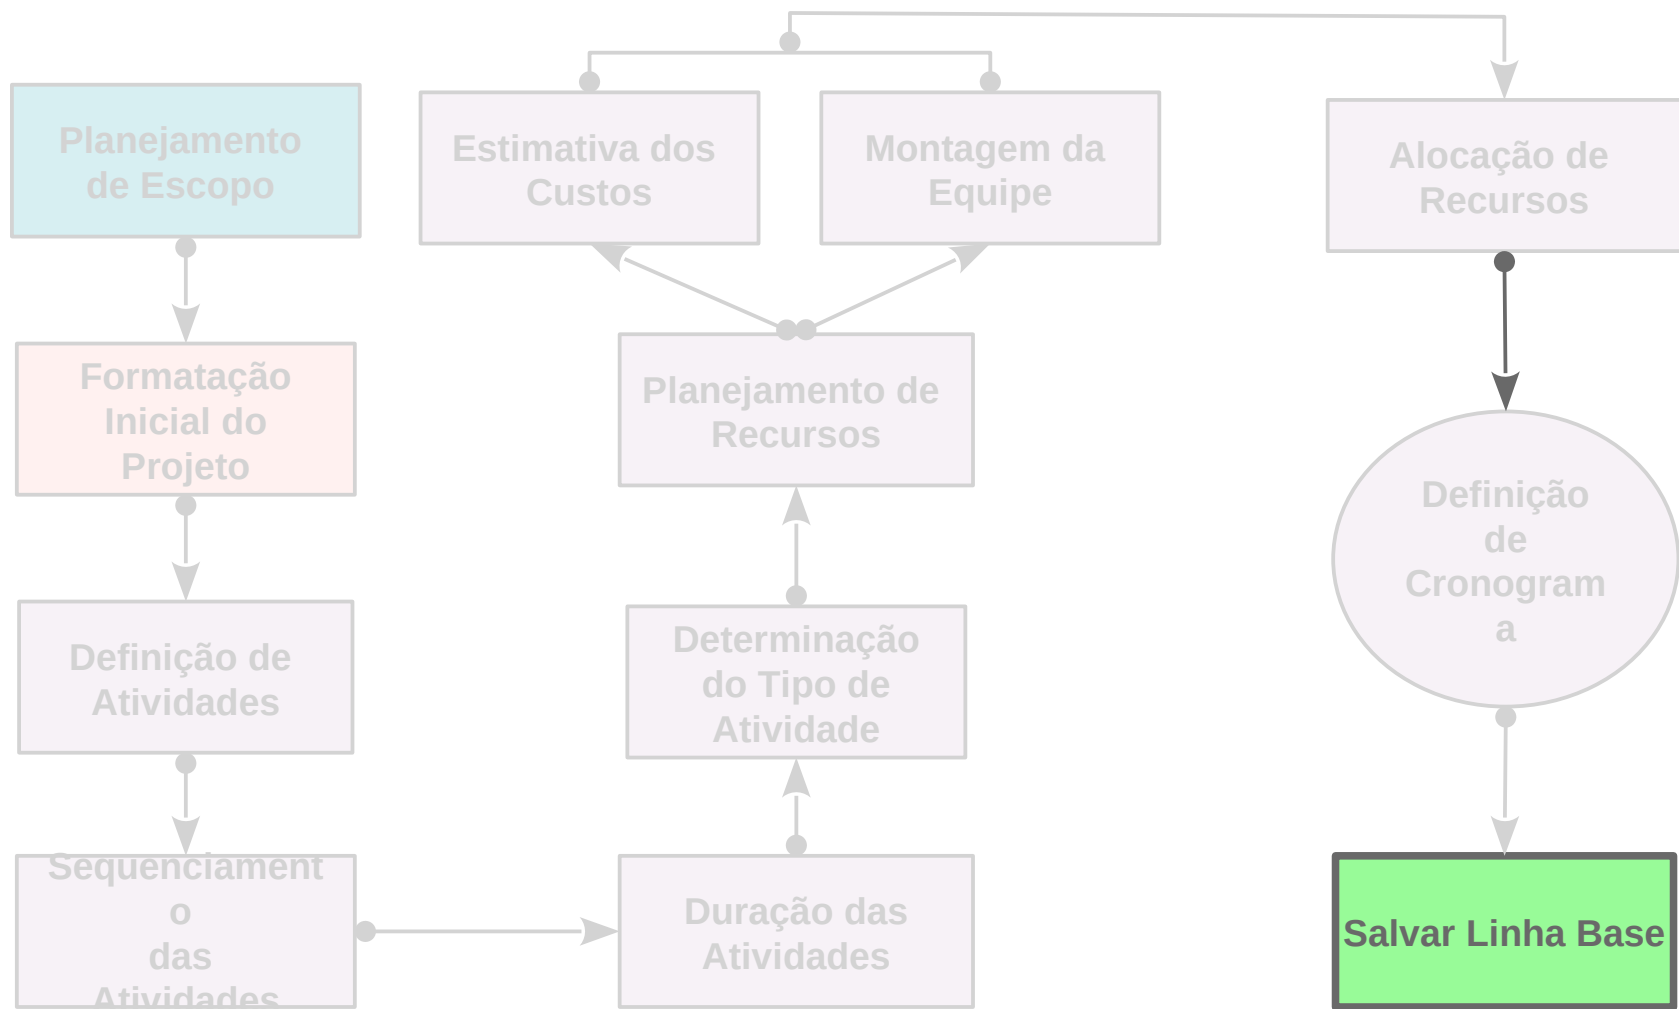 Planejamento
de Escopo
Formatação
Inicial do
Projeto
Definição de
Atividades
Sequenciament
o
das
Atividades
Estimativa dos
Custos
Montagem da
Equipe
Planejamento de
Recursos
Determinação
do Tipo de
Atividade
Duração das
Atividades
Alocação de
Recursos
Definição
de
Cronogram
a
Salvar Linha Base